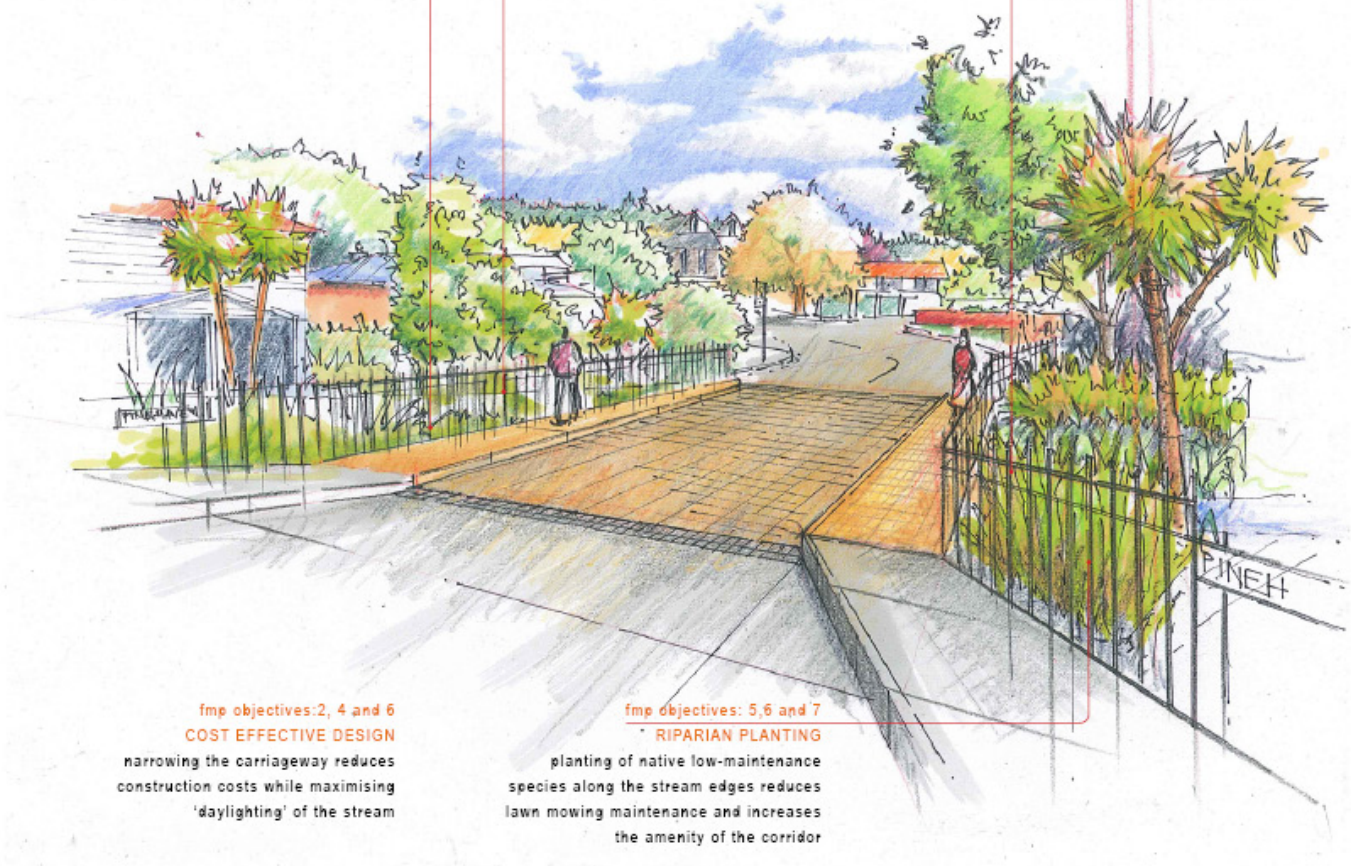 PINEHAVEN
PINEH
fmp objectives:2, 4 and 6
COST EFFECTIVE DESIGN
narrowing the carriageway reduces
construction costs while maximising
'daylighting' of the stream
fmp objectives: 5,6 and 7
RIPARIAN PLANTING
planting of native low-maintenance
species along the stream edges reduces
lawn mowing maintenance and increases
the amenity of the corridor